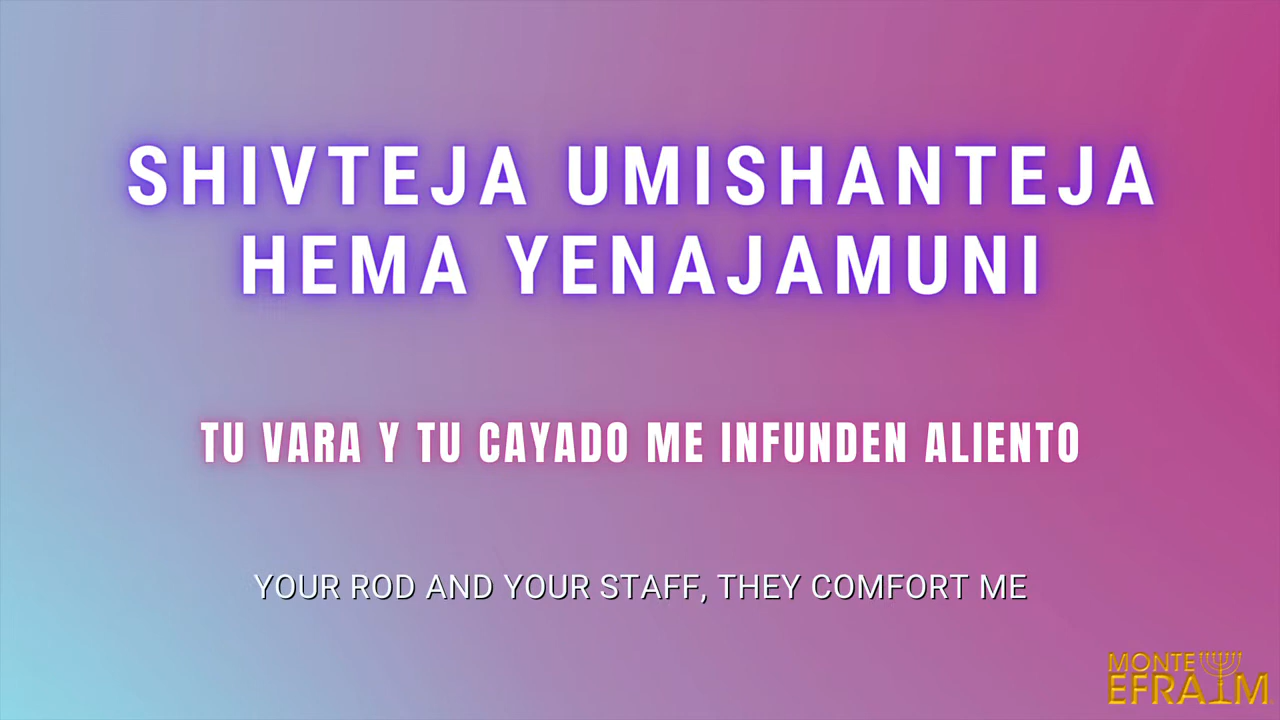 SHIVTEJA UMISHANTEJA
HEMA YENAJAMUNI
TU VARA Y TU CAYADO ME INFUNDEN ALIENTO
YOUR ROD AND YOUR STAFF, THEY COMFORT ME
MONTE
EFRAIM